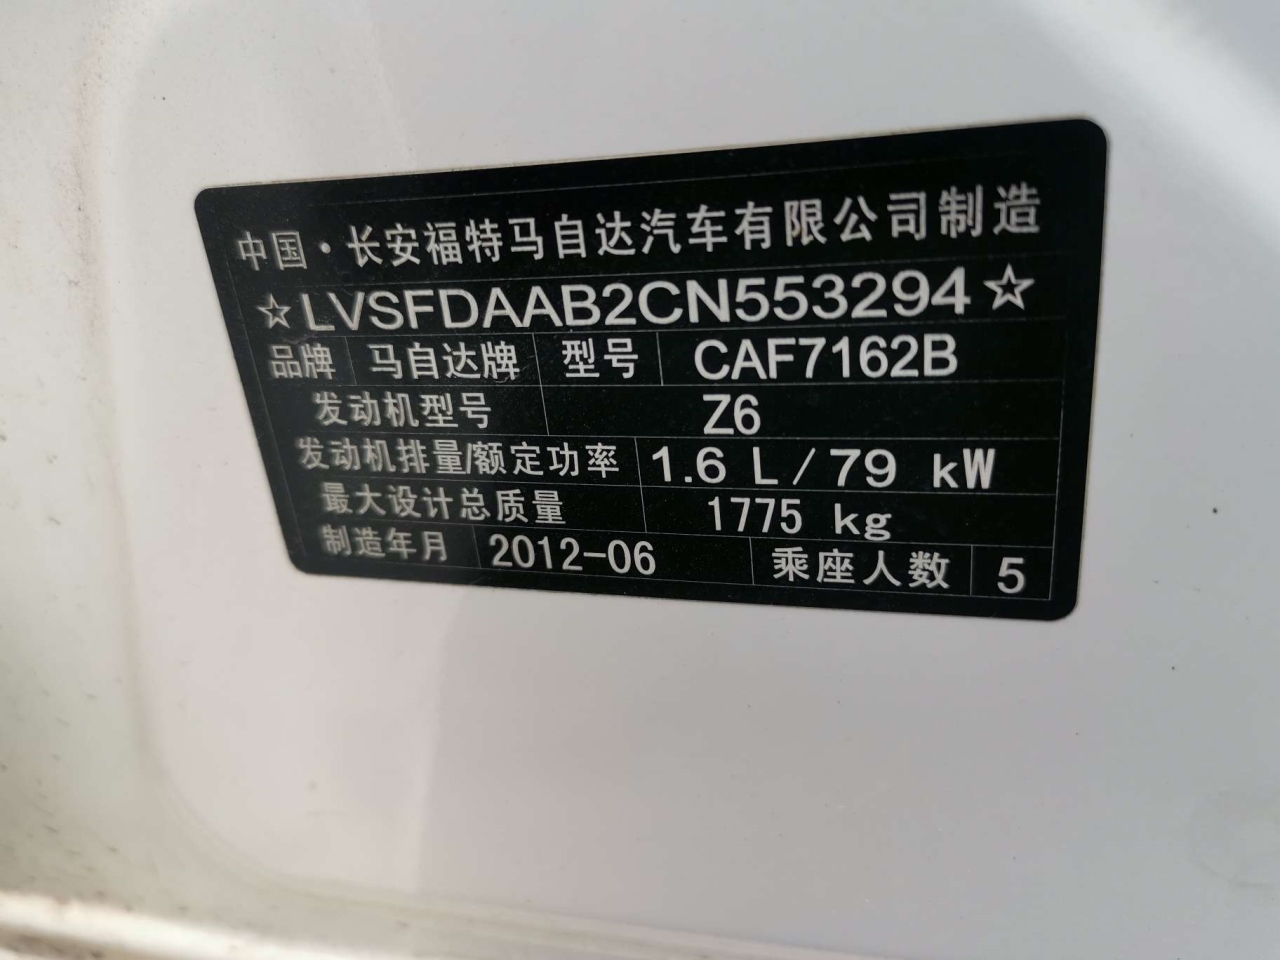 中国·长安福特马自达汽车有限公司制造
☆LVSFDAAB2CN553294☆
品牌 马自达牌 型号 CAF7162B
发动机型号 Z6
发动机排量/额定功率 1.6 L/79 kW
最大设计总质量 1775 kg
制造年月 2012-06 乘座人数 5